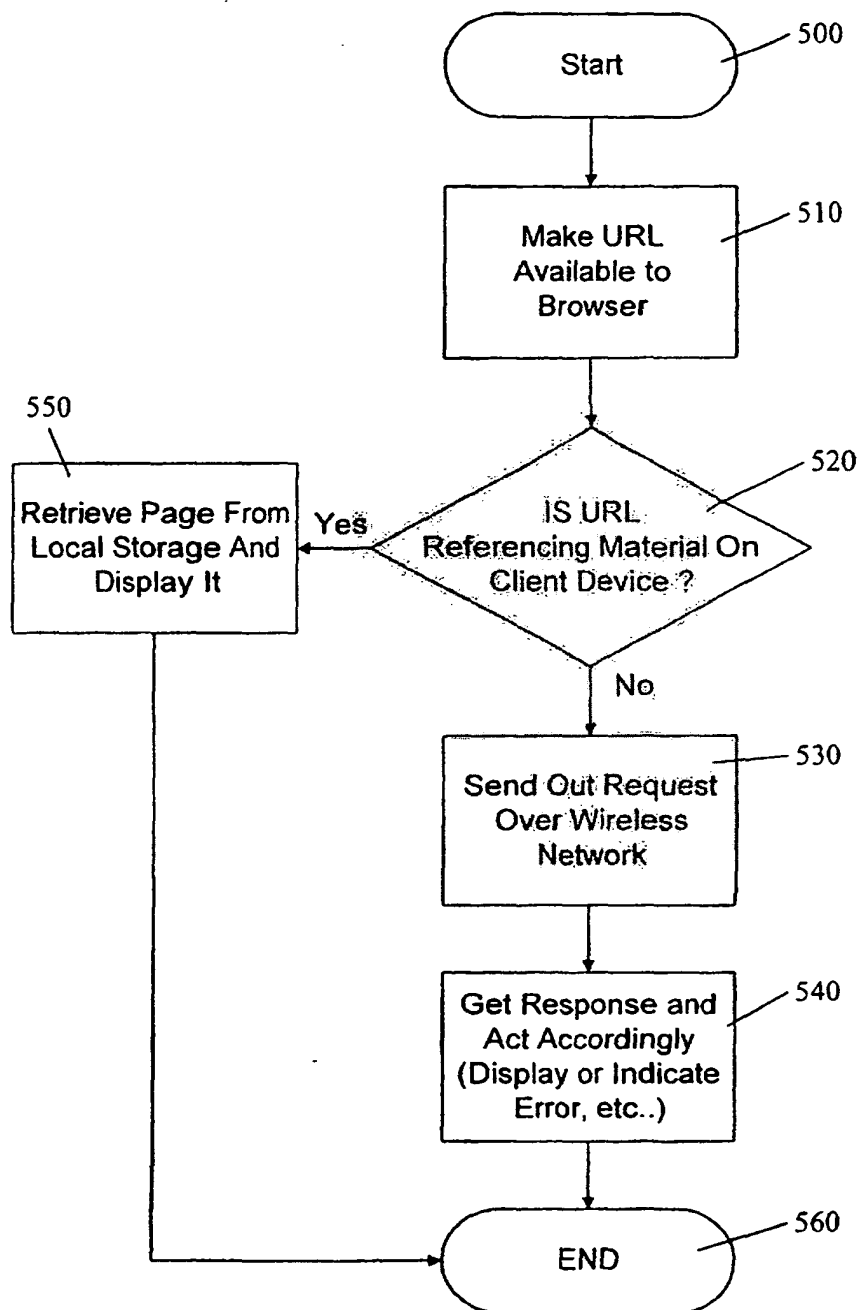 500
Start
510
Make URL
Available to
Browser
550
520
Retrieve Page From
Local Storage And
Display It
Yes
IS URL
Referencing Material On
Client Device ?
No
530
Send Out Request
Over Wireless
Network
540
Get Response and
Act Accordingly
(Display or Indicate
Error, etc..)
560
END